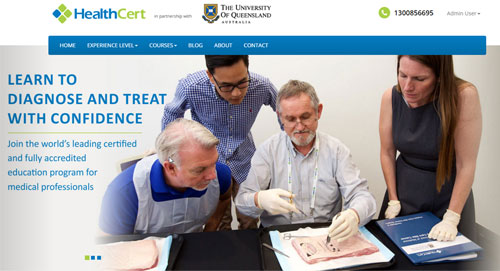 HealthCert
in partnership with
THE UNIVERSITY
OF QUEENSLAND
AUSTRALIA
1300856695
Admin User
HOME EXPERIENCE LEVEL COURSES BLOG ABOUT CONTACT
LEARN TO
DIAGNOSE AND TREAT
WITH CONFIDENCE
Join the world's leading certified
and fully accredited
education program for
medical professionals